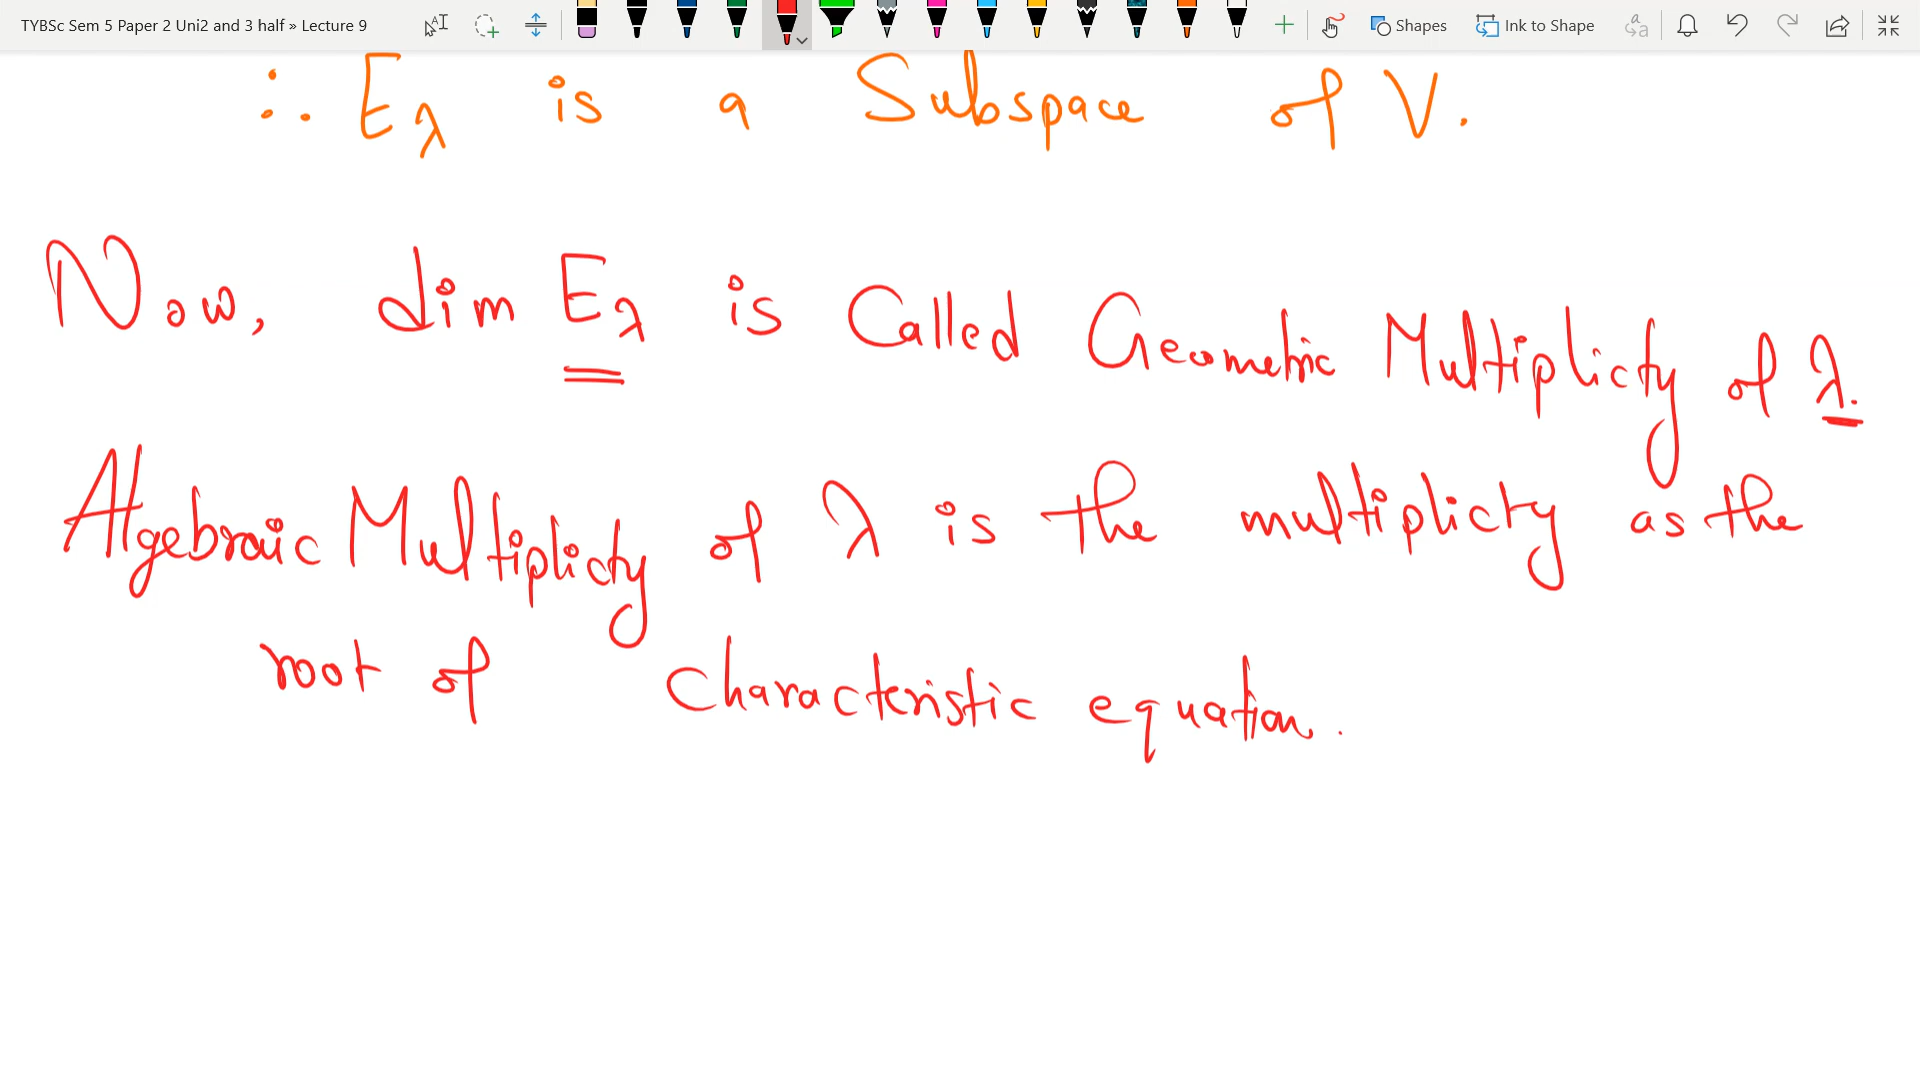 TYBSc Sem 5 Paper 2 Uni2 and 3 half » Lecture 9 Shapes Ink to Shape
∴ Eλ is a Subspace of V.
Now, dim Eλ is Called Geometric Multiplicty of λ.
Algebraic Multiplicty of λ is the multiplicty as the
root of characteristic equation.